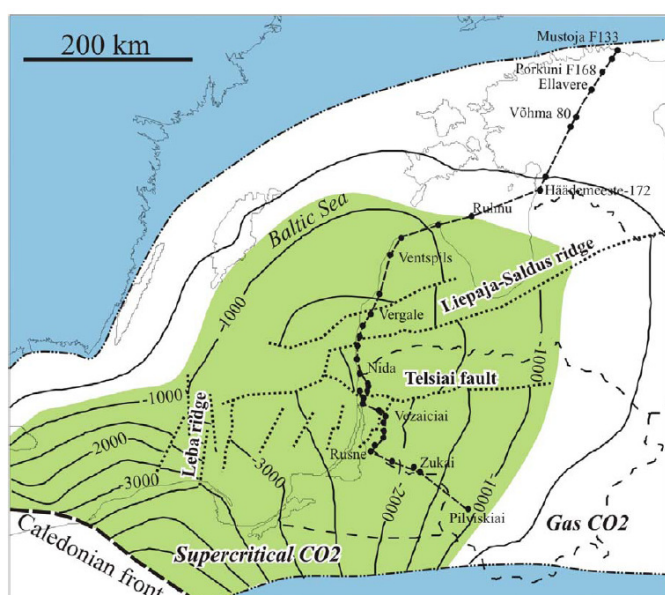 200 km
Mustoja F133
Porkuni F168
Ellavere
Võhma 80
Häädemeeste-172
Ruhnu
Baltic Sea
Ventspils
Liepaja-Saldus ridge
-1000
Vergale
-1000
Nida
Telsiai fault
-1000
Vezaiciai
2000
Leba ridge
3000
Rusne
Zukai
3000
-2000
-1000
Pilviskiai
Gas CO2
Supercritical CO2
Caledonian front